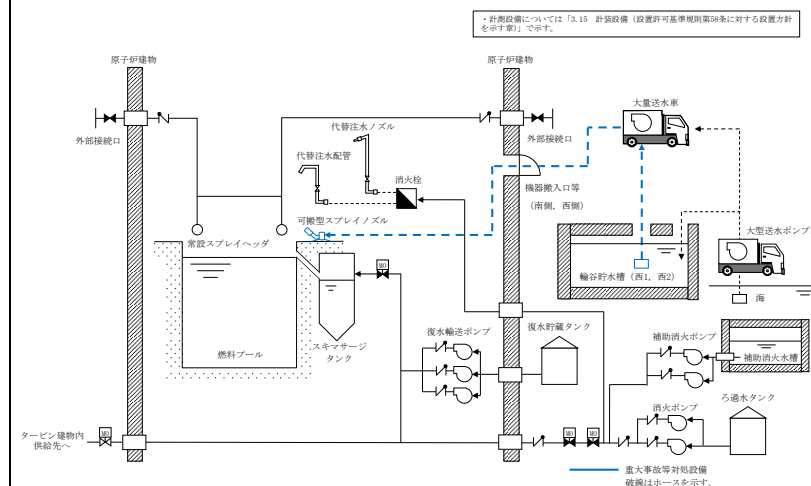 ・計測設備については「3.15 計装設備（設置許可基準規則第58条に対する設置方針
を示す章）」で示す。
原子炉建物
原子炉建物
大量送水車
外部接続口
代替注水ノズル
代替注水配管
消火栓
外部接続口
機器搬入口等
（南側，西側）
可搬型スプレイノズル
常設スプレイヘッダ
MO
大型送水ポンプ
輪谷貯水槽（西1，西2）
海
燃料プール
スキマサージ
タンク
復水輸送ポンプ
復水貯蔵タンク
補助消火ポンプ
補助消火水槽
消火ポンプ
ろ過水タンク
タービン建物内
供給先へ
MO
MO
MO
重大事故等対処設備
破線はホースを示す。